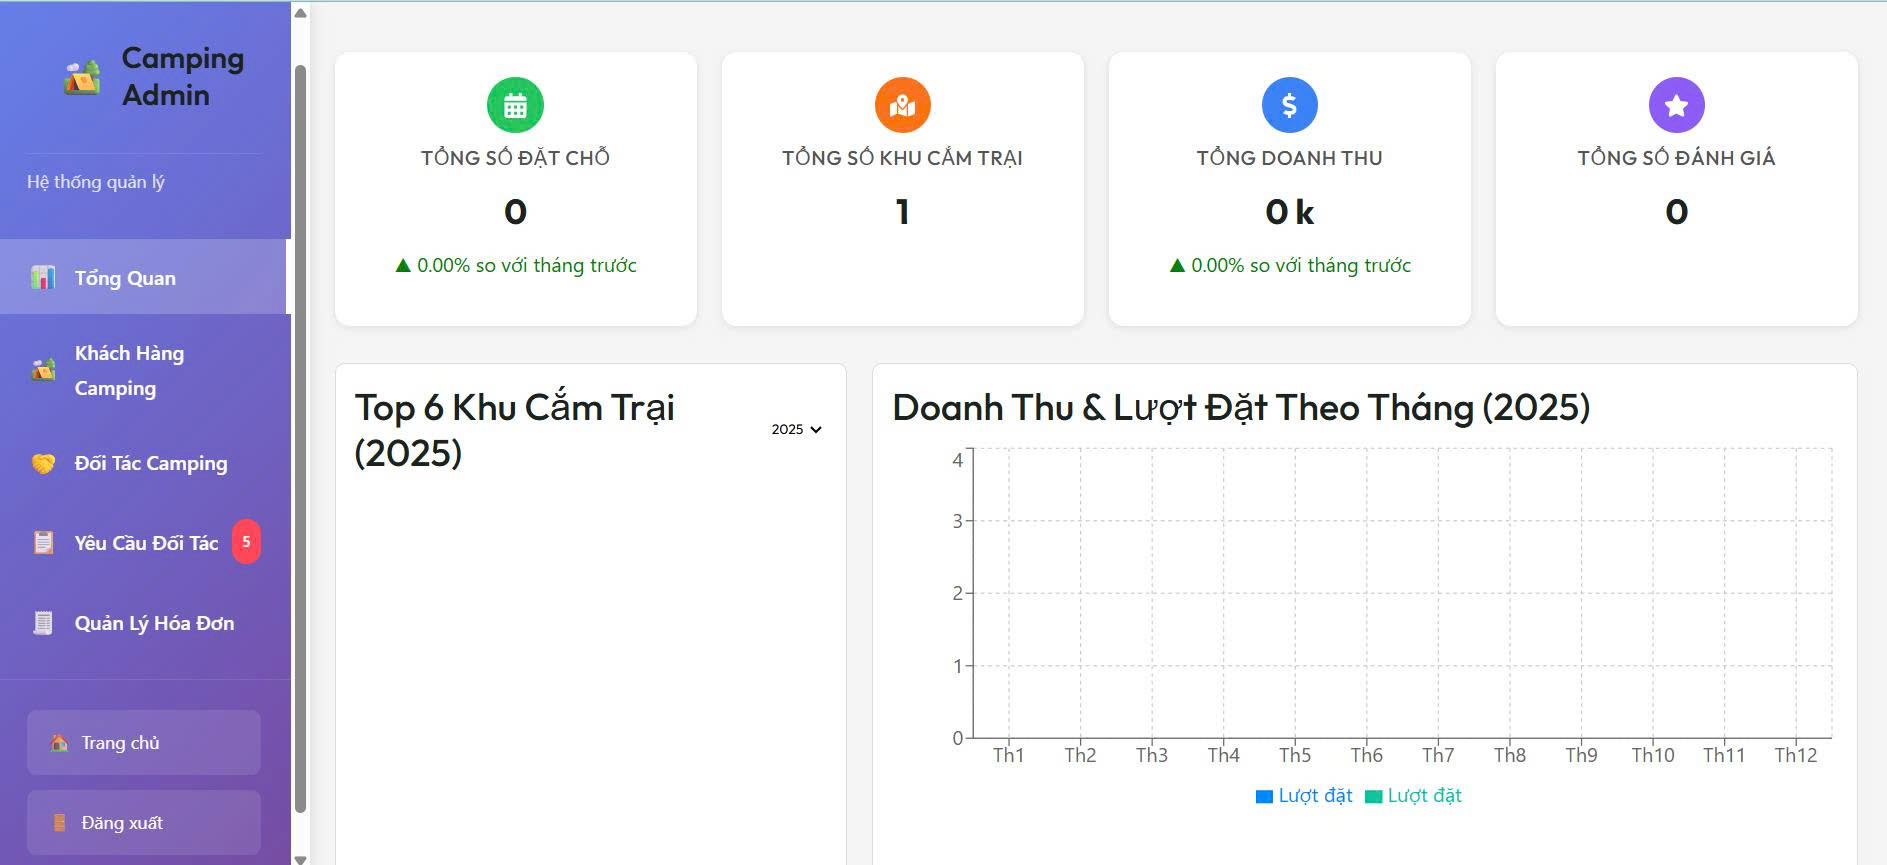 Camping
Admin
Hệ thống quản lý
Tổng Quan
Khách Hàng
Camping
Đối Tác Camping
Yêu Cầu Đối Tác 5
Quản Lý Hóa Đơn
Trang chủ
Đăng xuất
TỔNG SỐ ĐẶT CHỖ
0
▲ 0.00% so với tháng trước
TỔNG SỐ KHU CẮM TRẠI
1
TỔNG DOANH THU
0 k
▲ 0.00% so với tháng trước
TỔNG SỐ ĐÁNH GIÁ
0
Top 6 Khu Cắm Trại
(2025)
2025
Doanh Thu & Lượt Đặt Theo Tháng (2025)
4
3
2
1
0
Th1 Th2 Th3 Th4 Th5 Th6 Th7 Th8 Th9 Th10 Th11 Th12
Lượt đặt Lượt đặt